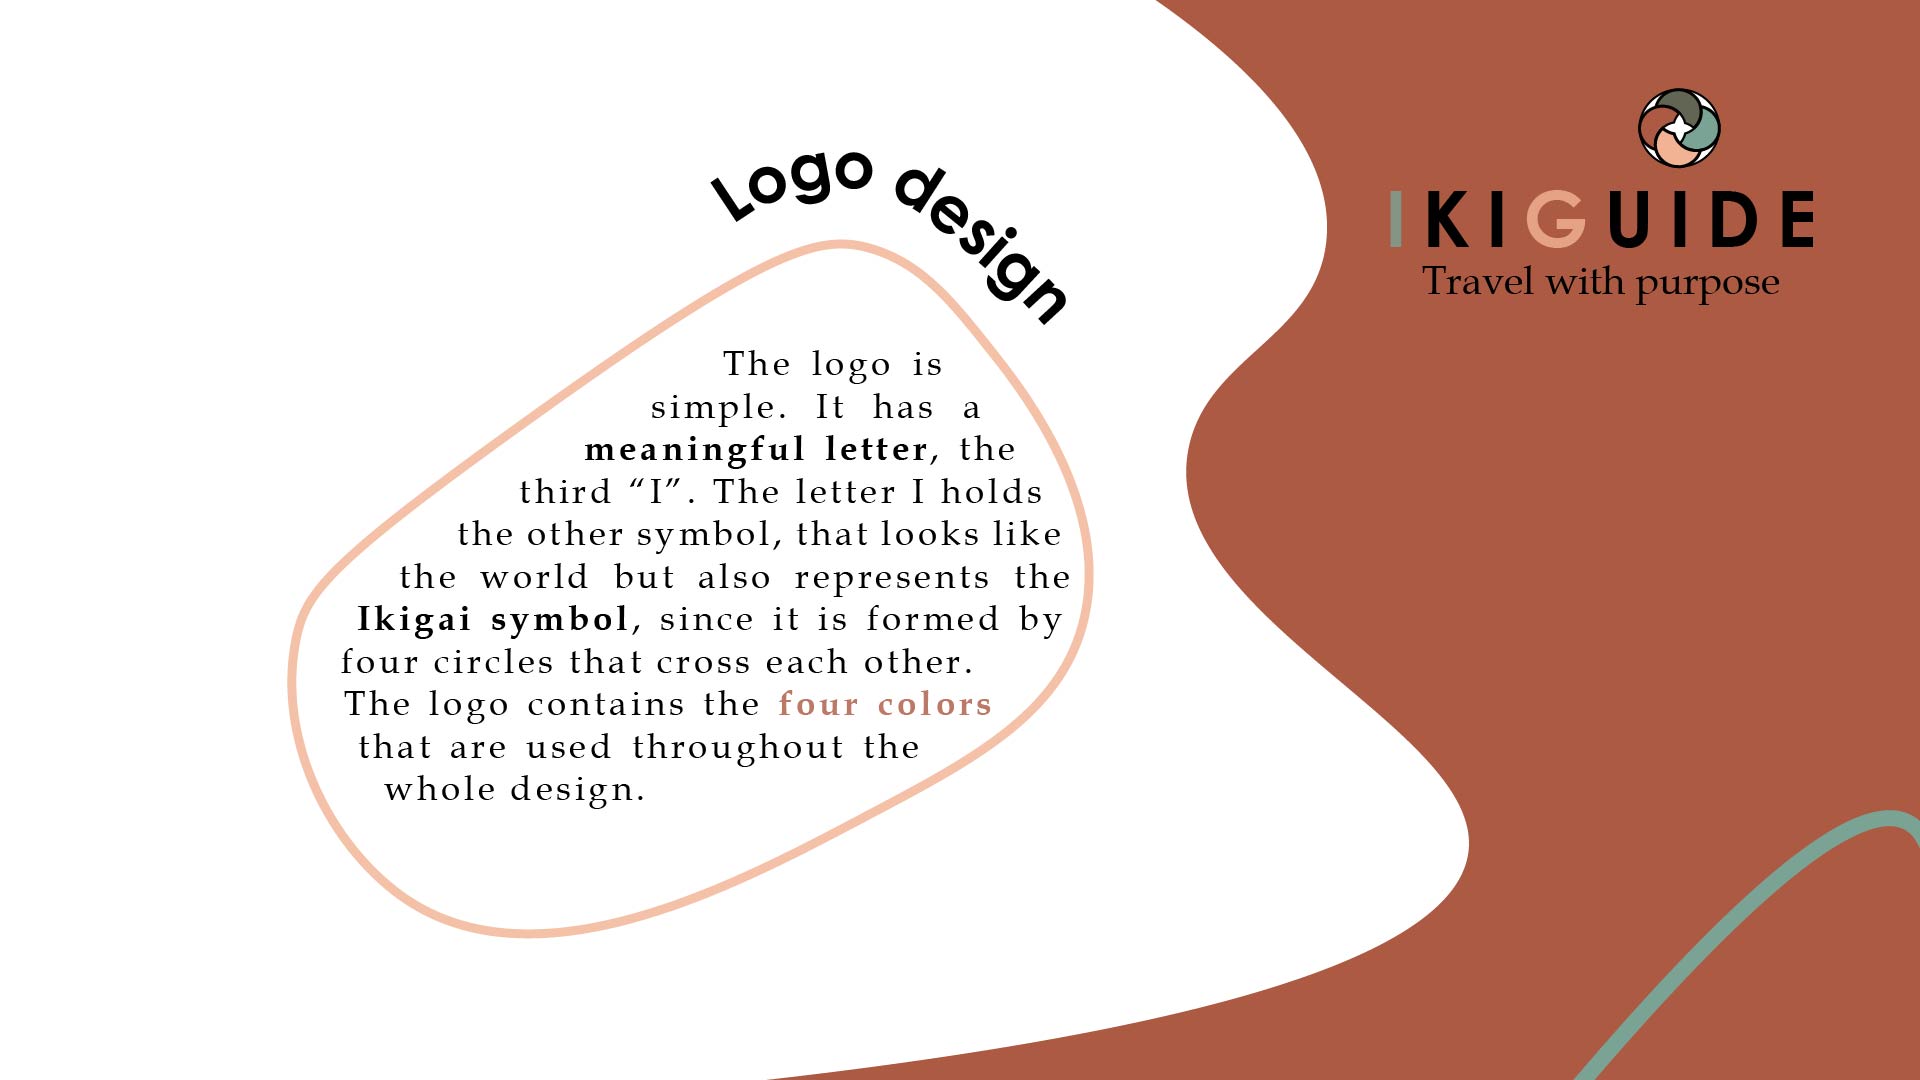 Logo design
The logo is
simple. It has a
meaningful letter, the
third “I”. The letter I holds
the other symbol, that looks like
the world but also represents the
Ikigai symbol, since it is formed by
four circles that cross each other.
The logo contains the four colors
that are used throughout the
whole design.
IKIGUIDE
Travel with purpose